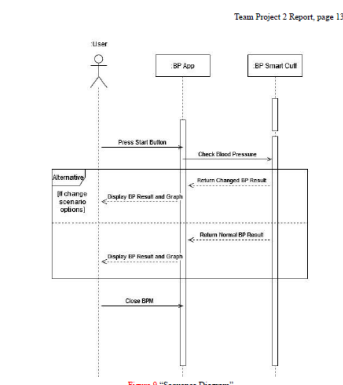 Team Project 2 Report, page 13
:User
:BP App
:BP Smart Cuff
Press Start Button
Check Blood Pressure
Alternative
[If change
scenario
options]
Return Changed BP Result
Display BP Result and Graph
Return Normal BP Result
Display BP Result and Graph
Close BPM
Figure 9 "Sequence Diagram"